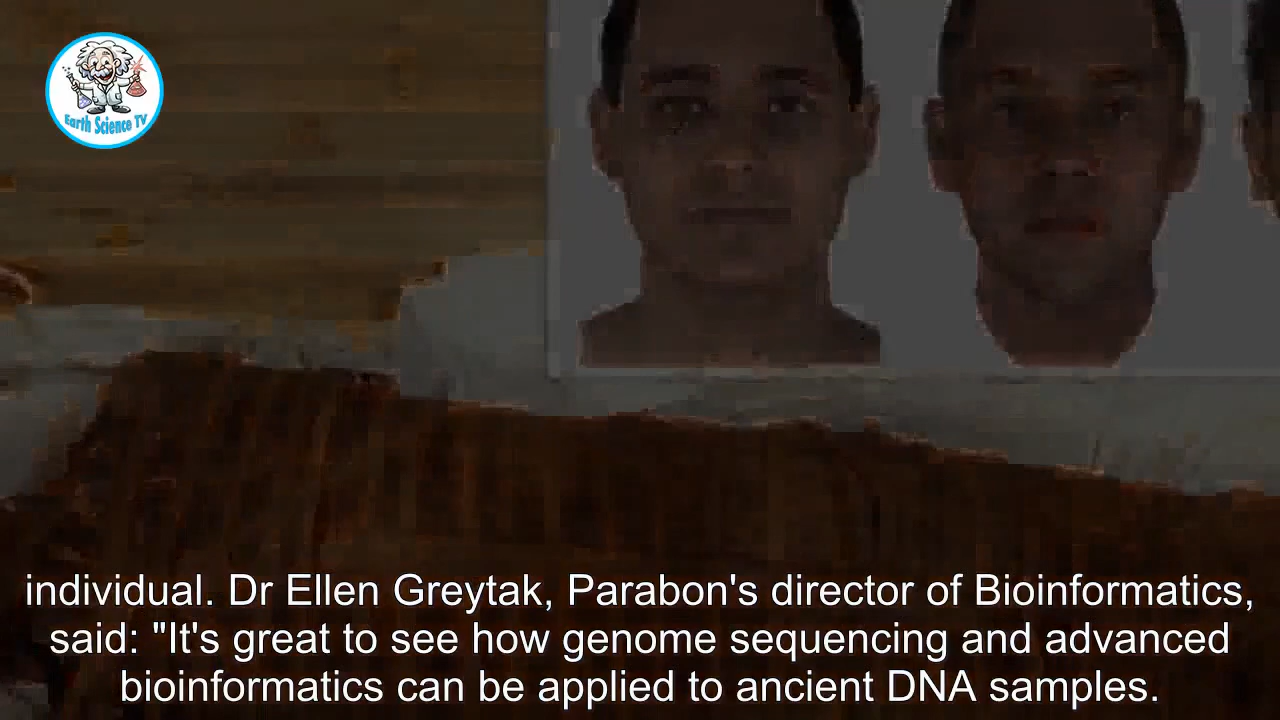 Earth Science TV
individual. Dr Ellen Greytak, Parabon's director of Bioinformatics,
said: "It's great to see how genome sequencing and advanced
bioinformatics can be applied to ancient DNA samples.